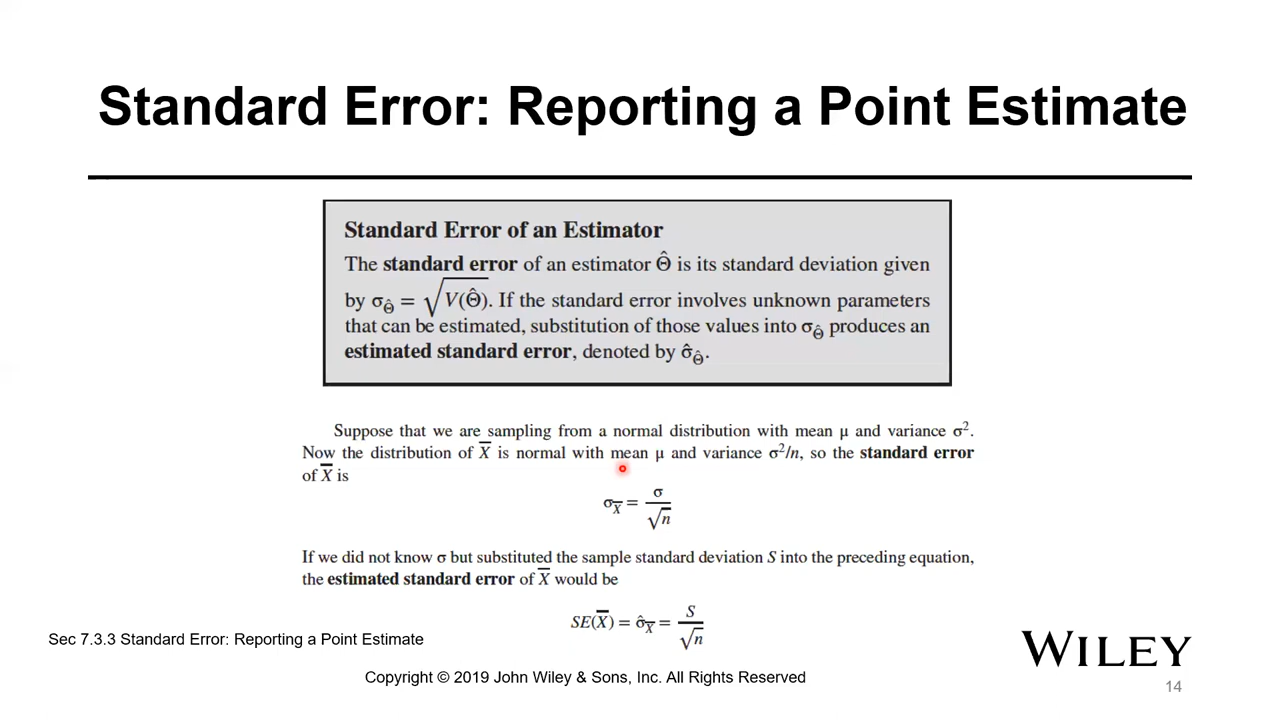 Standard Error: Reporting a Point Estimate
Standard Error of an Estimator
The standard error of an estimator Θ̂ is its standard deviation given
by σ_Θ̂ = √V(Θ̂). If the standard error involves unknown parameters
that can be estimated, substitution of those values into σ_Θ̂ produces an
estimated standard error, denoted by σ̂_Θ̂.
Suppose that we are sampling from a normal distribution with mean μ and variance σ².
Now the distribution of X̅ is normal with mean μ and variance σ²/n, so the standard error
of X̅ is
σ_X̅ = σ/√n
If we did not know σ but substituted the sample standard deviation S into the preceding equation,
the estimated standard error of X̅ would be
SE(X̅) = σ̂_X̅ = S/√n
Sec 7.3.3 Standard Error: Reporting a Point Estimate
WILEY
Copyright © 2019 John Wiley & Sons, Inc. All Rights Reserved
14